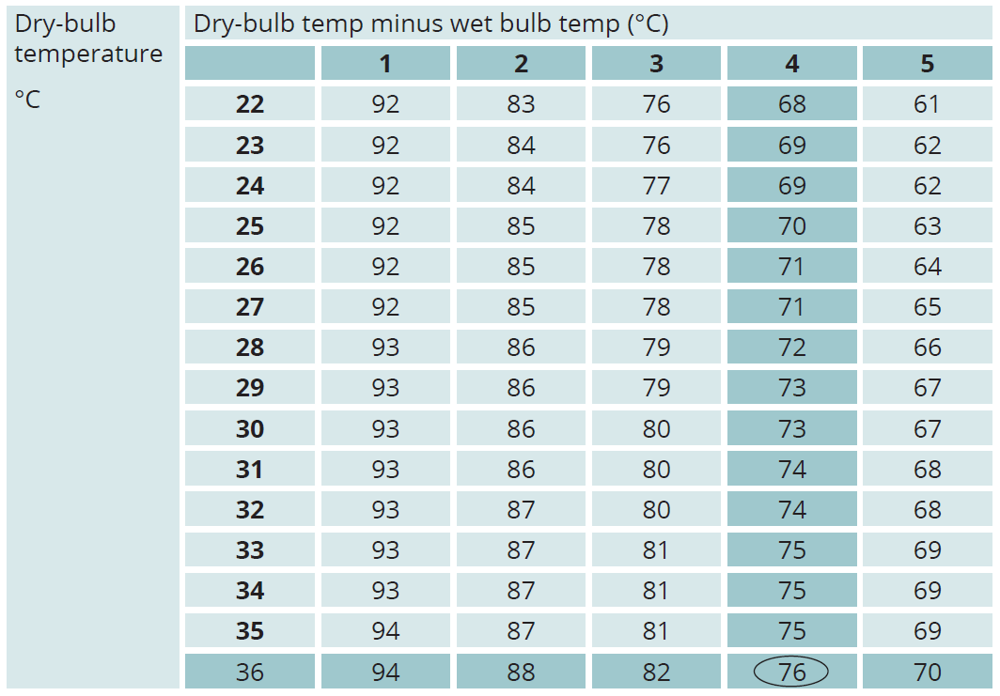 Dry-bulb temperature °C
Dry-bulb temp minus wet bulb temp (°C)
1 2 3 4 5
22 92 83 76 68 61
23 92 84 76 69 62
24 92 84 77 69 62
25 92 85 78 70 63
26 92 85 78 71 64
27 92 85 78 71 65
28 93 86 79 72 66
29 93 86 79 73 67
30 93 86 80 73 67
31 93 86 80 74 68
32 93 87 80 74 68
33 93 87 81 75 69
34 93 87 81 75 69
35 94 87 81 75 69
36 94 88 82 76 70